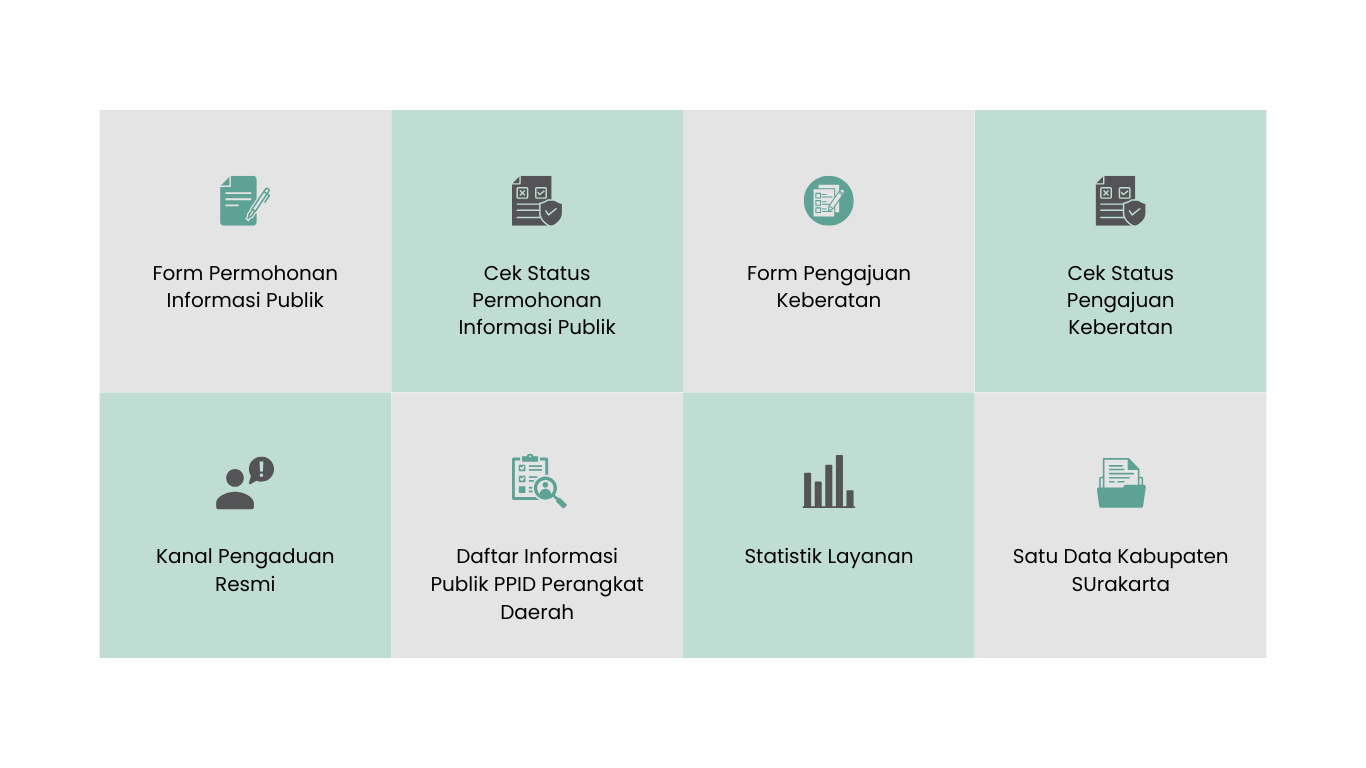 Form Permohonan
Informasi Publik
Cek Status
Permohonan
Informasi Publik
Form Pengajuan
Keberatan
Cek Status
Pengajuan
Keberatan
Kanal Pengaduan
Resmi
Daftar Informasi
Publik PPID Perangkat
Daerah
Statistik Layanan
Satu Data Kabupaten
SUrakarta